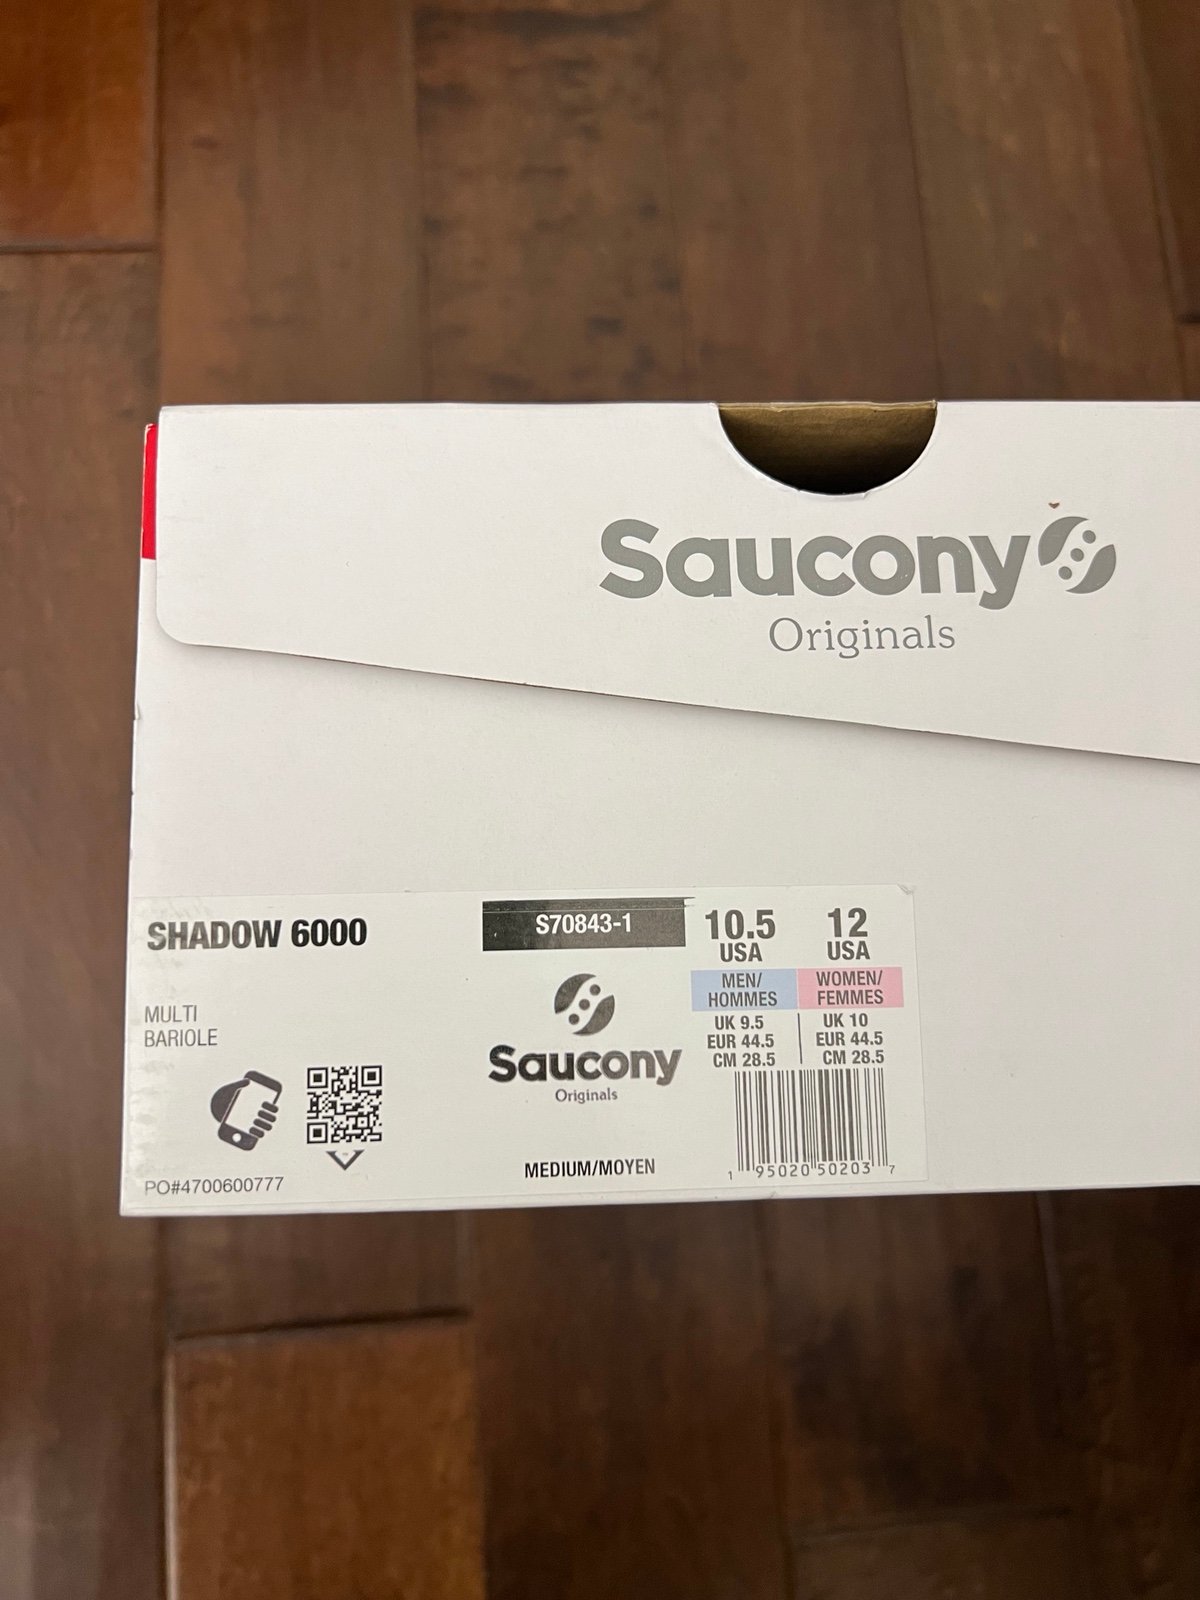 Saucony
Originals
SHADOW 6000
MULTI
BARIOLE
PO#4700600777
S70843-1
Saucony
Originals
MEDIUM/MOYEN
10.5
USA
MEN/
HOMMES
UK 9.5
EUR 44.5
CM 28.5
12
USA
WOMEN/
FEMMES
UK 10
EUR 44.5
CM 28.5
1 95020 50203 7